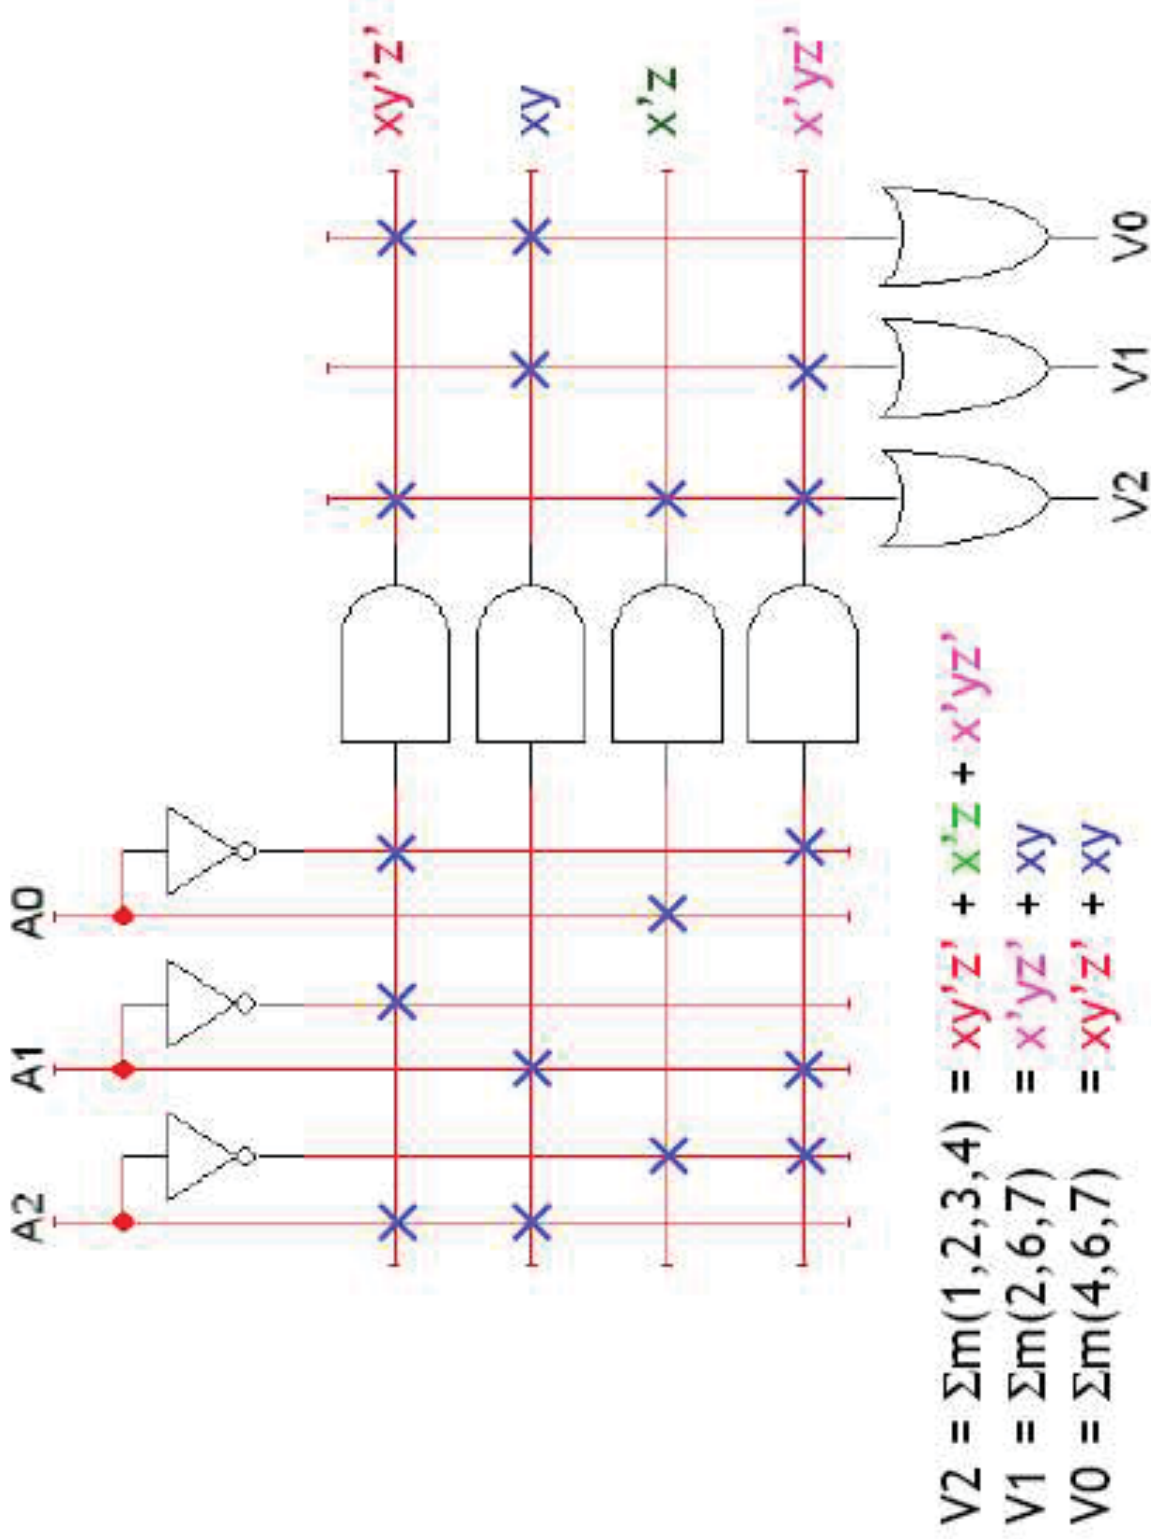 A2 A1 A0
xy'z'
xy
x'z
x'yz'
V2 V1 V0
V2 = Σm(1,2,3,4) = xy'z' + x'z + x'yz'
V1 = Σm(2,6,7) = x'yz' + xy
V0 = Σm(4,6,7) = xy'z' + xy